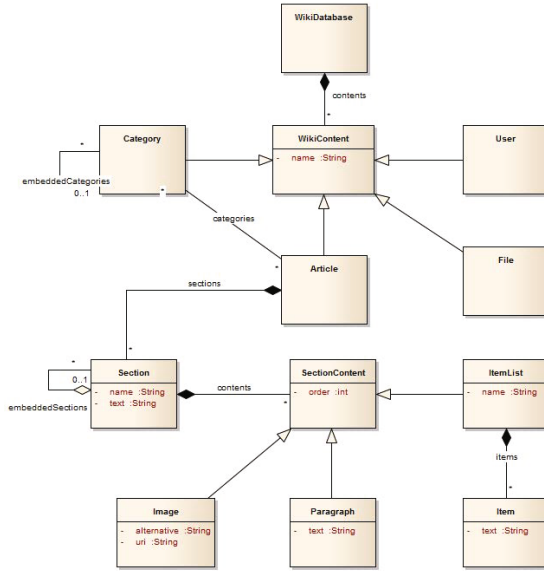 WikiDatabase
contents
*
Category
WikiContent
- name :String
User
*
embeddedCategories
0..1
*
categories
*
File
Article
sections
*
*
Section
0..1
- name :String
- text :String
embeddedSections
contents
*
SectionContent
- order :int
ItemList
- name :String
items
*
Image
- alternative :String
- uri :String
Paragraph
- text :String
Item
- text :String